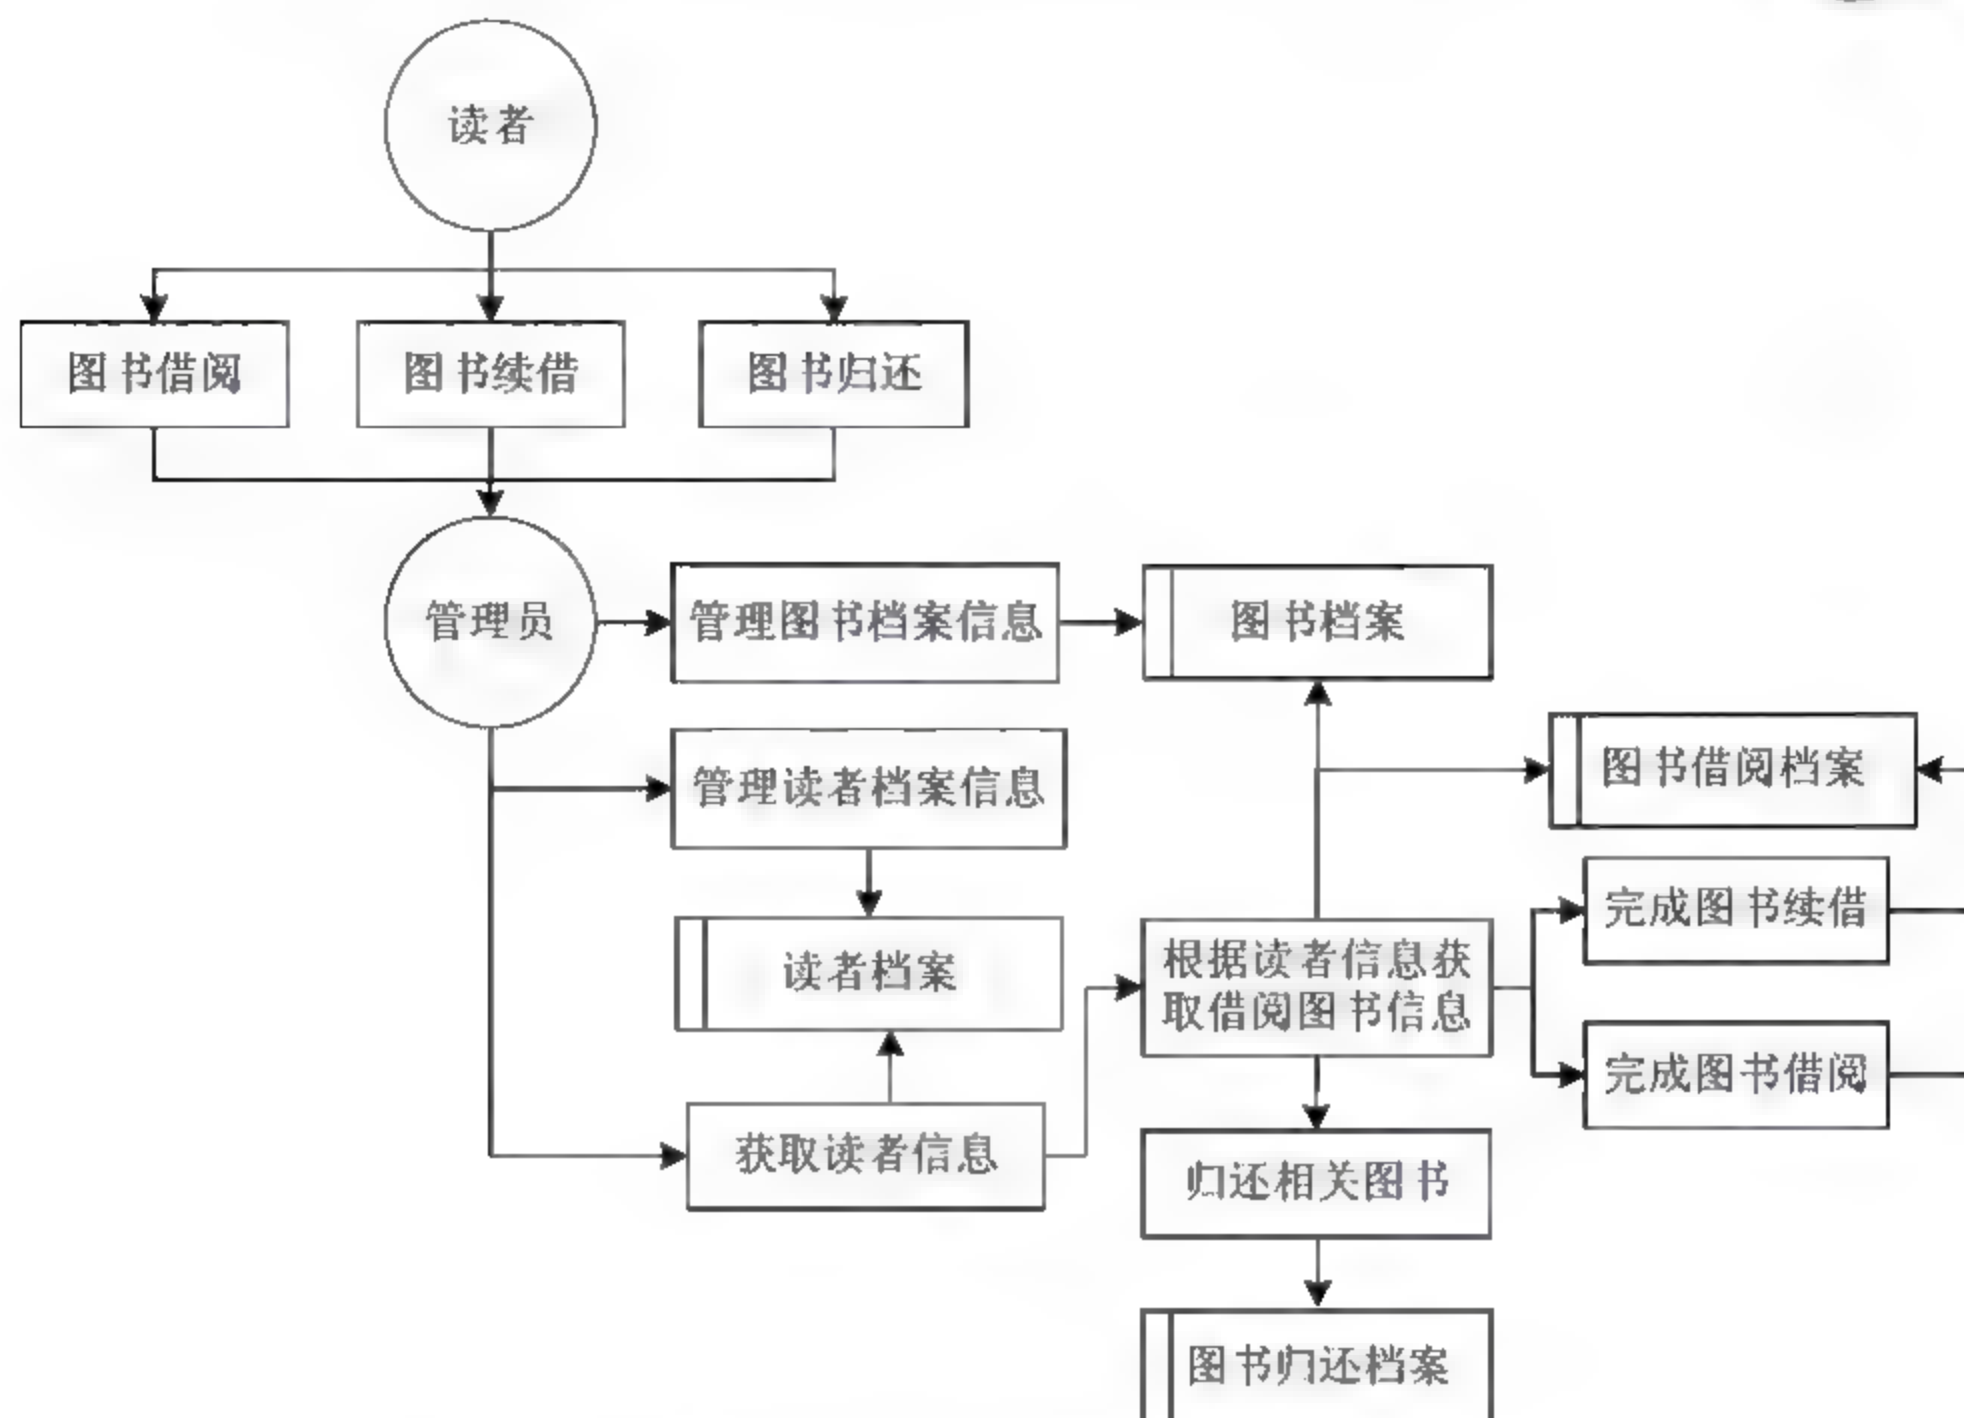 读者
图书借阅
图书续借
图书归还
管理员
管理图书档案信息
图书档案
管理读者档案信息
图书借阅档案
读者档案
根据读者信息获
取借阅图书信息
完成图书续借
完成图书借阅
获取读者信息
归还相关图书
图书归还档案